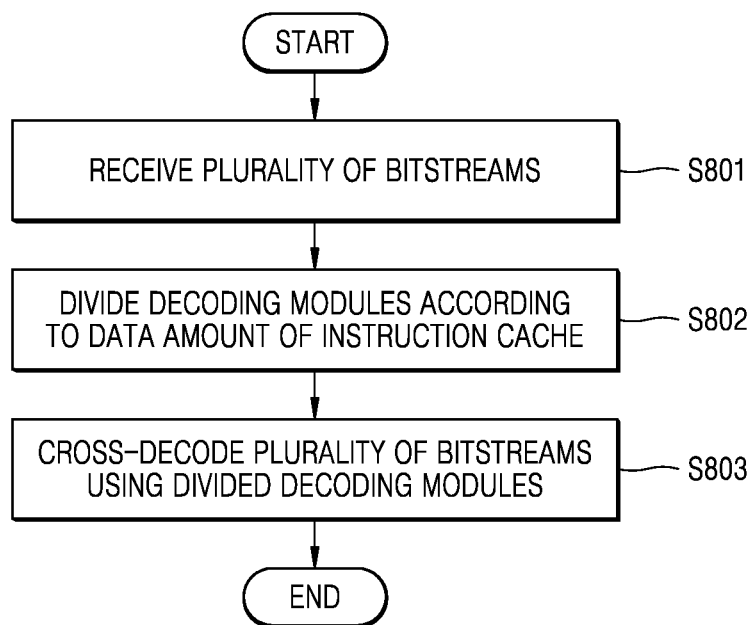 START
RECEIVE PLURALITY OF BITSTREAMS
S801
DIVIDE DECODING MODULES ACCORDING
TO DATA AMOUNT OF INSTRUCTION CACHE
S802
CROSS-DECODE PLURALITY OF BITSTREAMS
USING DIVIDED DECODING MODULES
S803
END